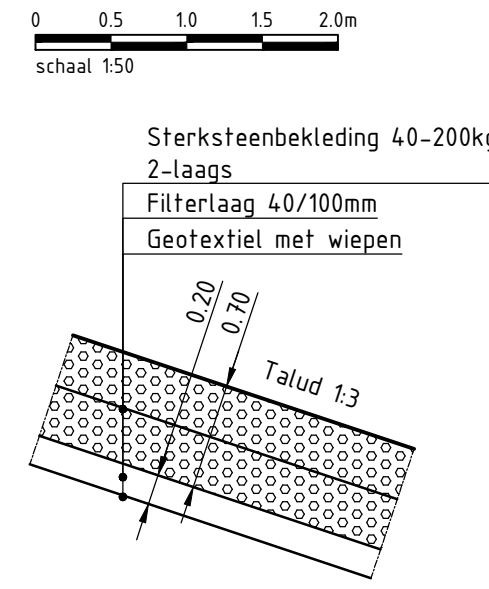 0 0.5 1.0 1.5 2.0m
schaal 1:50
Sterksteenbekleding 40-200kg
2-laags
Filterlaag 40/100mm
Geotextiel met wiepen
0.20
0.70
Talud 1:3